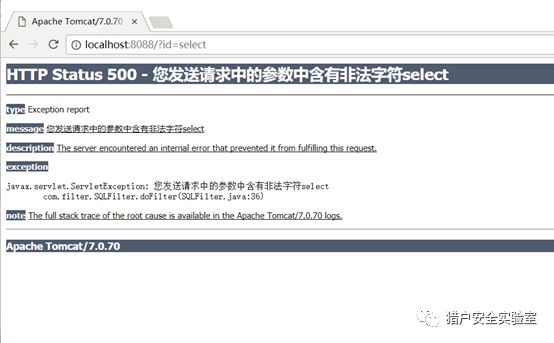 Apache Tomcat/7.0.70
localhost:8088/?id=select
HTTP Status 500 - 您发送请求中的参数中含有非法字符select
type Exception report
message 您发送请求中的参数中含有非法字符select
description The server encountered an internal error that prevented it from fulfilling this request.
exception
javax.servlet.ServletException: 您发送请求中的参数中含有非法字符select
com.filter.SQLFilter.doFilter(SQLFilter.java:36)
note The full stack trace of the root cause is available in the Apache Tomcat/7.0.70 logs.
Apache Tomcat/7.0.70
猎户安全实验室